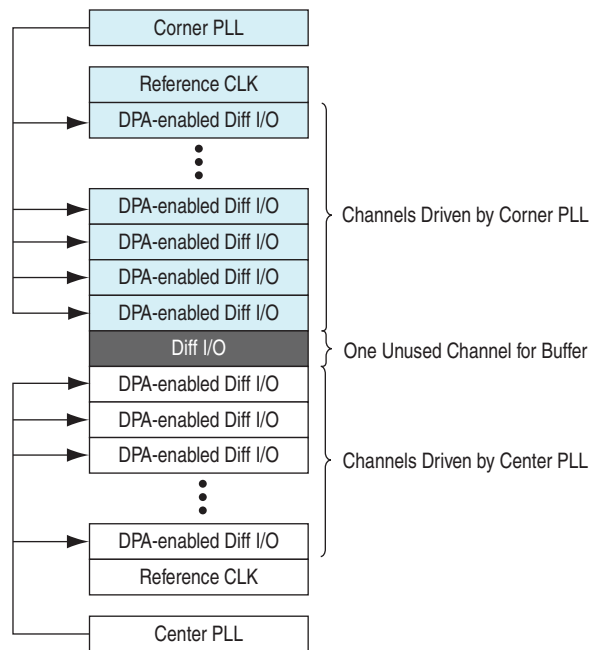 Corner PLL
Reference CLK
DPA-enabled Diff I/O
DPA-enabled Diff I/O
DPA-enabled Diff I/O
DPA-enabled Diff I/O
DPA-enabled Diff I/O
Channels Driven by Corner PLL
Diff I/O
One Unused Channel for Buffer
DPA-enabled Diff I/O
DPA-enabled Diff I/O
DPA-enabled Diff I/O
Channels Driven by Center PLL
DPA-enabled Diff I/O
Reference CLK
Center PLL